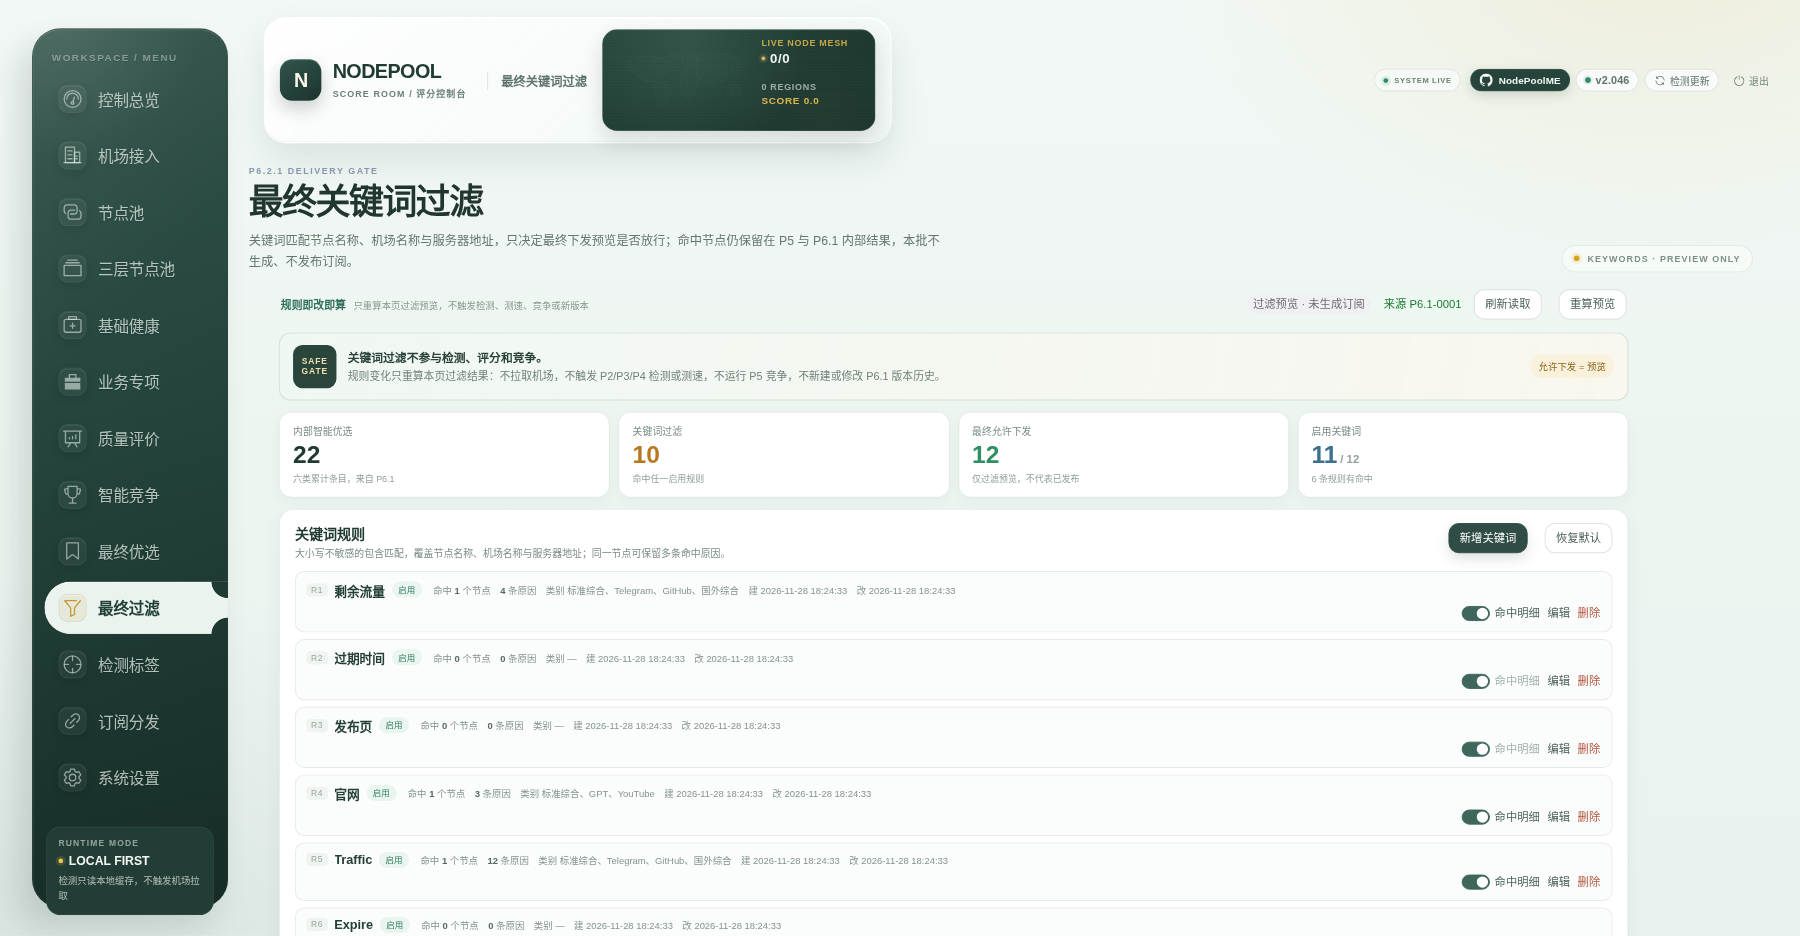 WORKSPACE / MENU
控制总览
机场接入
节点池
三层节点池
基础健康
业务专项
质量评价
智能竞争
最终优选
最终过滤
检测标签
订阅分发
系统设置
RUNTIME MODE
LOCAL FIRST
检测只读本地缓存，不触发机场拉
取
N
NODEPOOL
SCORE ROOM / 评分控制台
最终关键词过滤
LIVE NODE MESH
0/0
0 REGIONS
SCORE 0.0
SYSTEM LIVE
NodePoolME
v2.046
检测更新
退出
P6.2.1 DELIVERY GATE
最终关键词过滤
关键词匹配节点名称、机场名称与服务器地址，只决定最终下发预览是否放行；命中节点仍保留在 P5 与 P6.1 内部结果，本批不
生成、不发布订阅。
KEYWORDS · PREVIEW ONLY
规则即改即算 只重算本页过滤预览，不触发检测、测速、竞争或新版本
过滤预览 · 未生成订阅
来源 P6.1-0001
刷新读取
重算预览
SAFE
GATE
关键词过滤不参与检测、评分和竞争。
规则变化只重算本页过滤结果：不拉取机场，不触发 P2/P3/P4 检测或测速，不运行 P5 竞争，不新建或修改 P6.1 版本历史。
允许下发 = 预览
内部智能优选
22
六类累计条目，来自 P6.1
关键词过滤
10
命中任一启用规则
最终允许下发
12
仅过滤预览，不代表已发布
启用关键词
11 / 12
6 条规则有命中
关键词规则
大小写不敏感的包含匹配，覆盖节点名称、机场名称与服务器地址；同一节点可保留多条命中原因。
新增关键词
恢复默认
R1 剩余流量 启用 命中 1 个节点 4 条原因 类别 标准综合、Telegram、GitHub、国外综合 建 2026-11-28 18:24:33 改 2026-11-28 18:24:33
命中明细 编辑 删除
R2 过期时间 启用 命中 0 个节点 0 条原因 类别 — 建 2026-11-28 18:24:33 改 2026-11-28 18:24:33
命中明细 编辑 删除
R3 发布页 启用 命中 0 个节点 0 条原因 类别 — 建 2026-11-28 18:24:33 改 2026-11-28 18:24:33
命中明细 编辑 删除
R4 官网 启用 命中 1 个节点 3 条原因 类别 标准综合、GPT、YouTube 建 2026-11-28 18:24:33 改 2026-11-28 18:24:33
命中明细 编辑 删除
R5 Traffic 启用 命中 1 个节点 12 条原因 类别 标准综合、Telegram、GitHub、国外综合 建 2026-11-28 18:24:33 改 2026-11-28 18:24:33
命中明细 编辑 删除
R6 Expire 启用 命中 0 个节点 0 条原因 类别 — 建 2026-11-28 18:24:33 改 2026-11-28 18:24:33